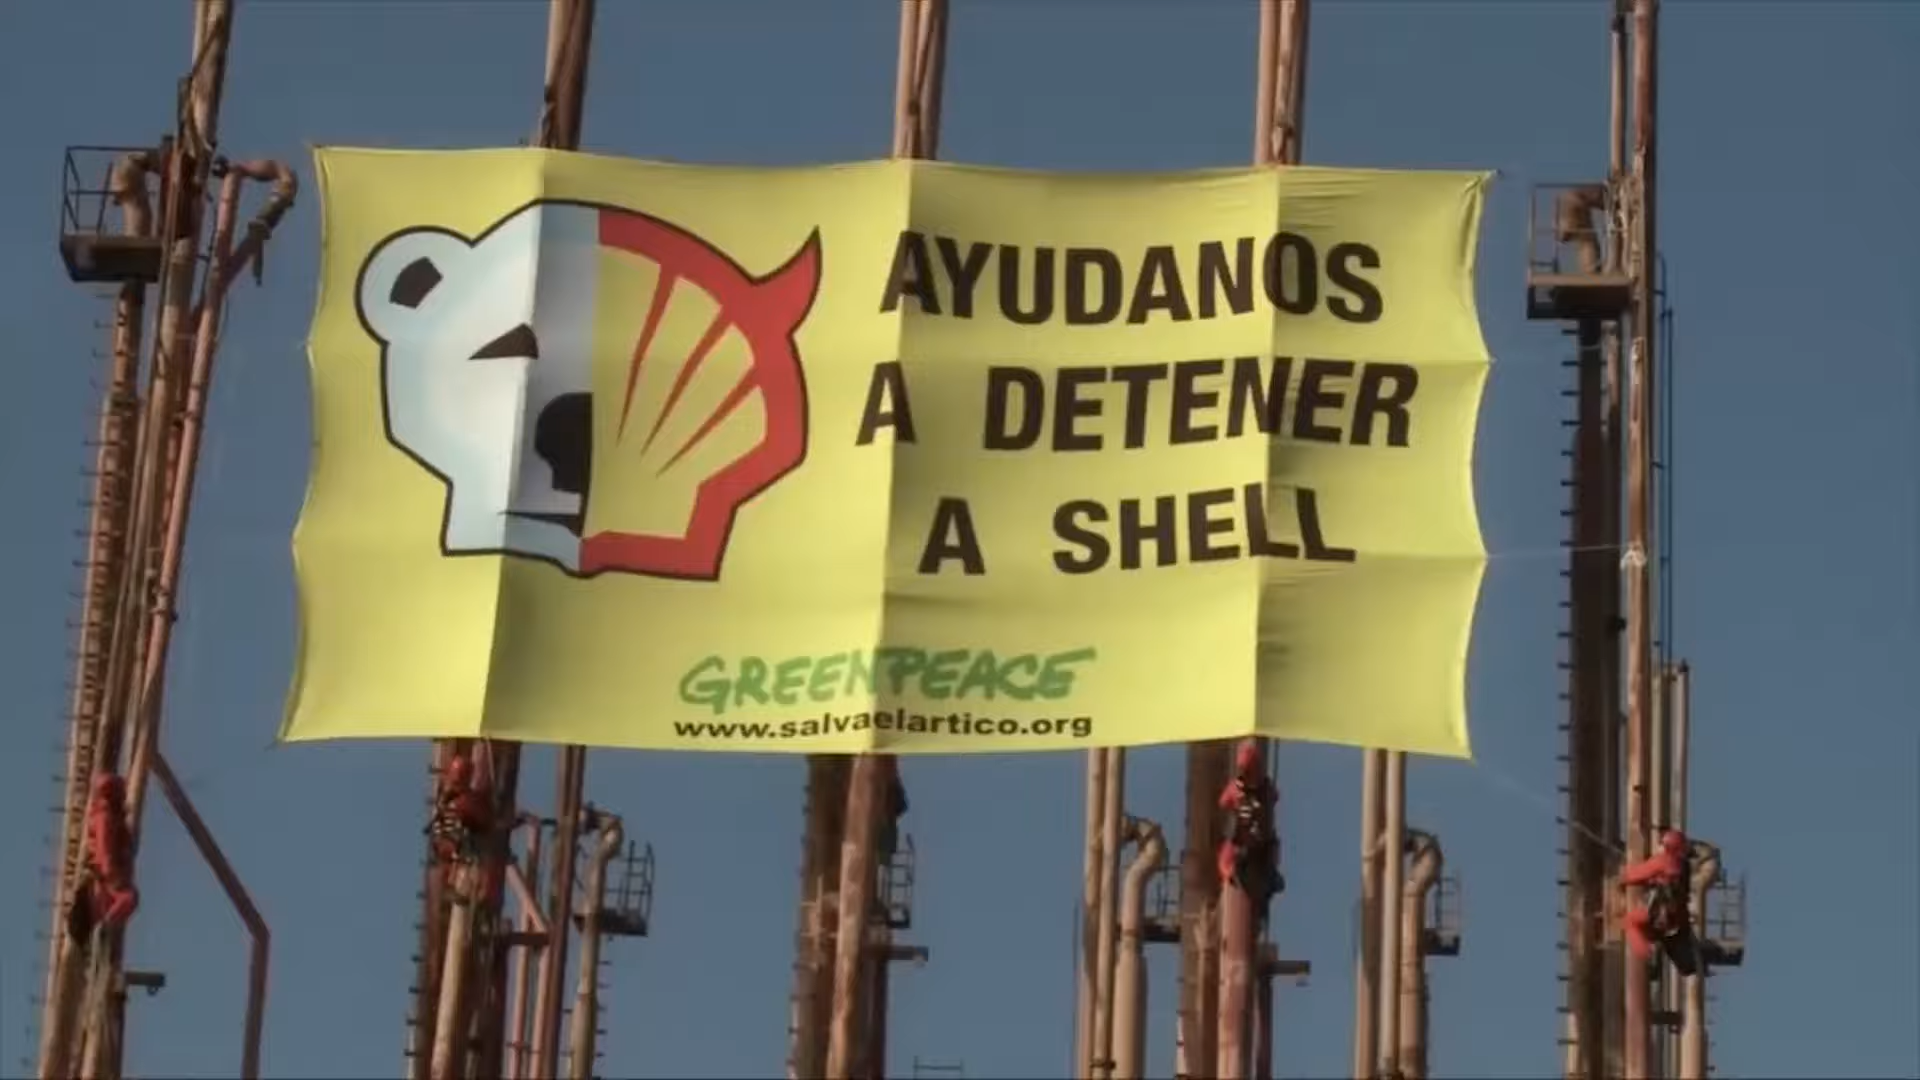 AYUDANOS
A DETENER
A SHELL
GREENPEACE
www.salvaelartico.org